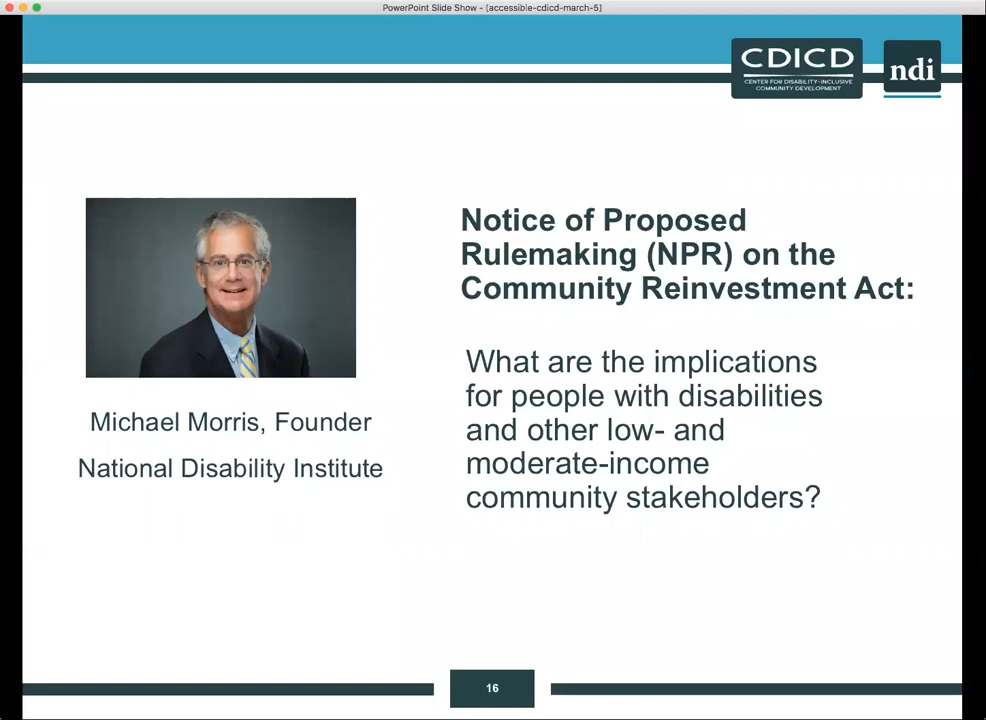 PowerPoint Slide Show - [accessible-cdicd-march-5]
CDICD
CENTER FOR DISABILITY-INCLUSIVE
COMMUNITY DEVELOPMENT
ndi
Notice of Proposed
Rulemaking (NPR) on the
Community Reinvestment Act:
What are the implications
for people with disabilities
and other low- and
moderate-income
community stakeholders?
Michael Morris, Founder
National Disability Institute
16